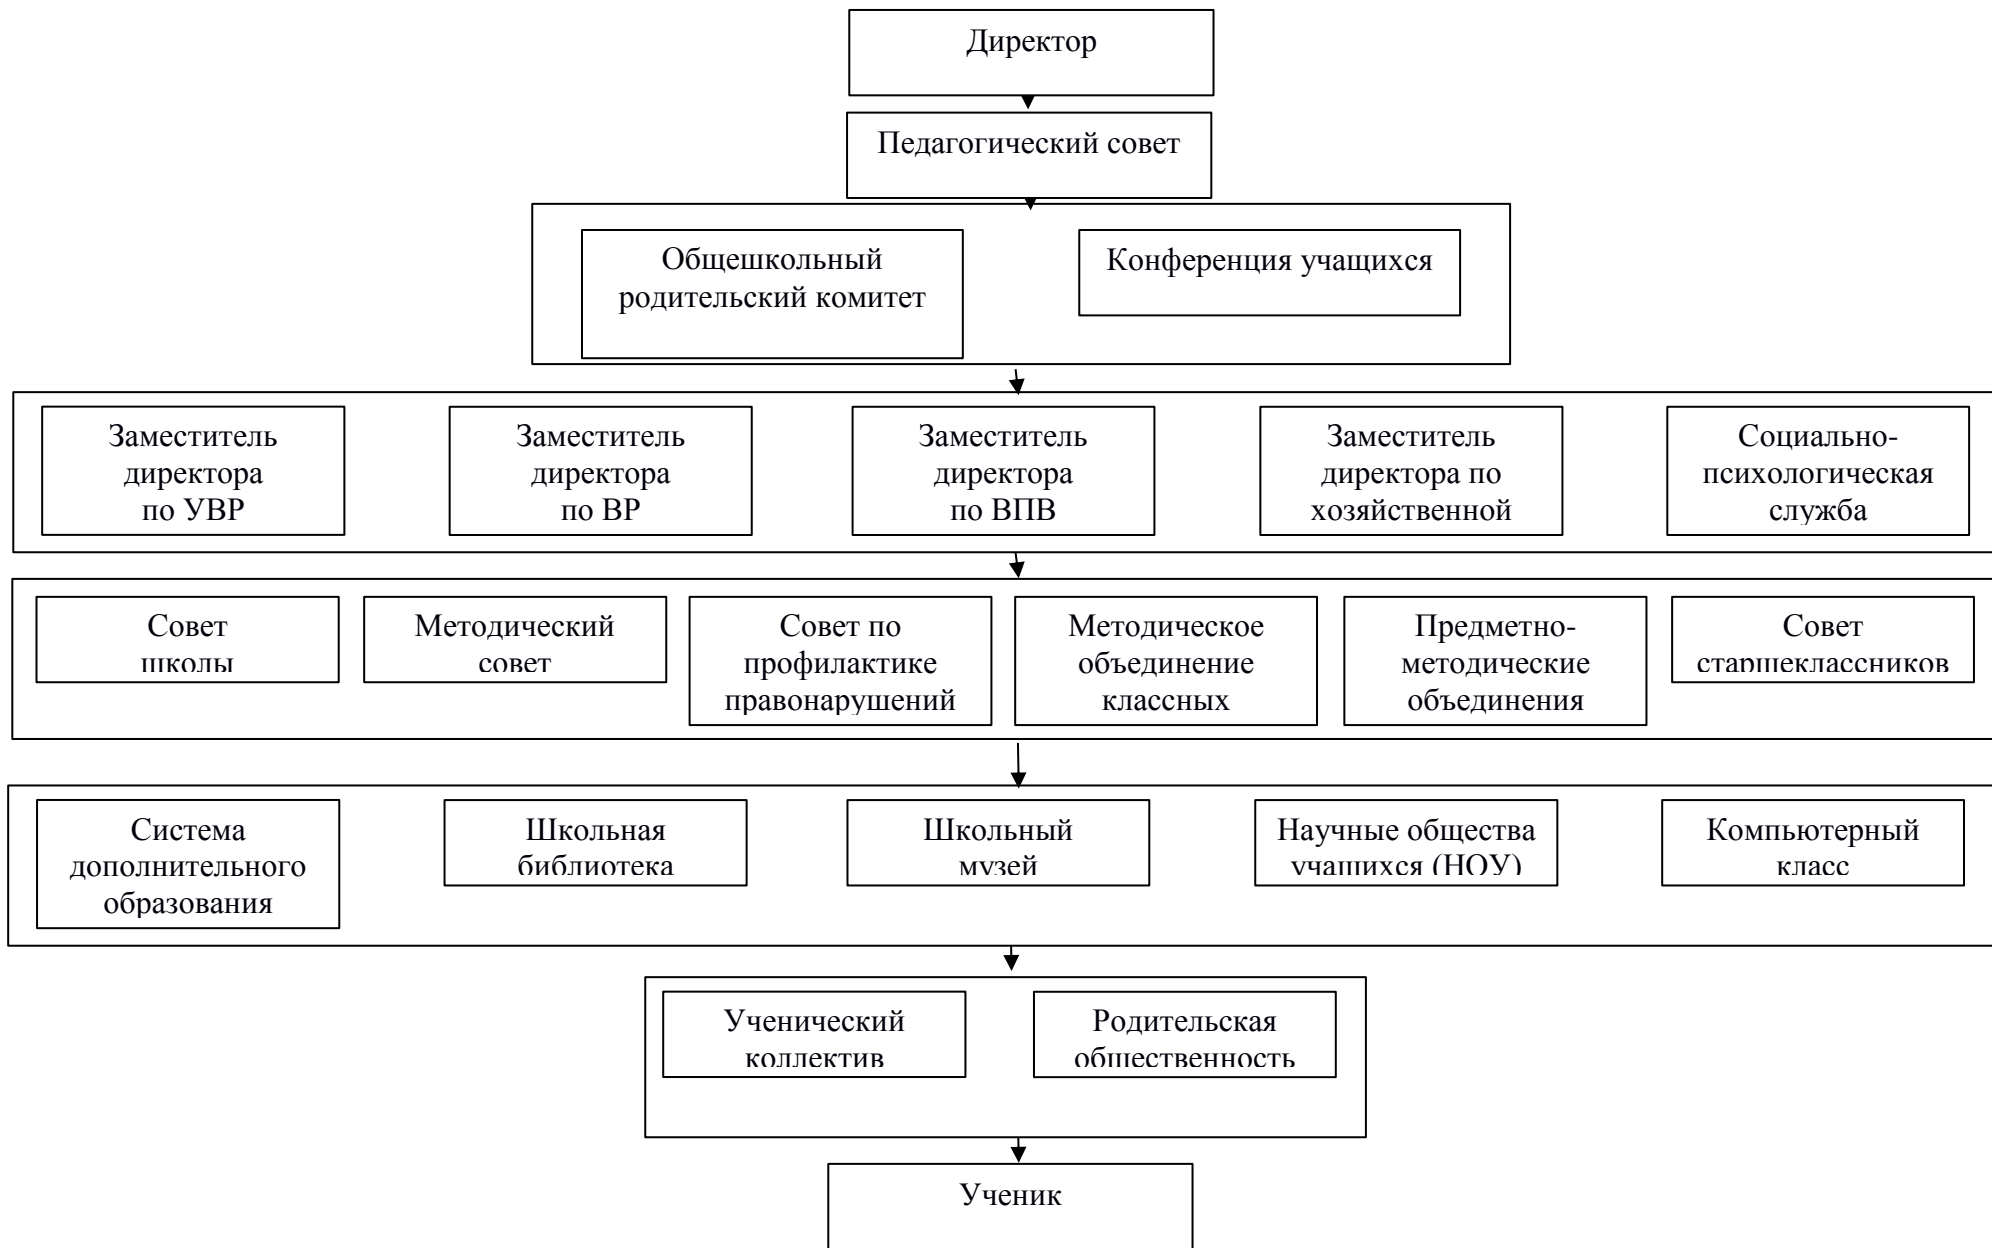 Директор
Педагогический совет
Общешкольный
родительский комитет
Конференция учащихся
Заместитель
директора
по УВР
Заместитель
директора
по ВР
Заместитель
директора
по ВПВ
Заместитель
директора по
хозяйственной
Социально-
психологическая
служба
Совет
школы
Методический
совет
Совет по
профилактике
правонарушений
Методическое
объединение
классных
Предметно-
методические
объединения
Совет
старшеклассников
Система
дополнительного
образования
Школьная
библиотека
Школьный
музей
Научные общества
учащихся (НОУ)
Компьютерный
класс
Ученический
коллектив
Родительская
общественность
Ученик